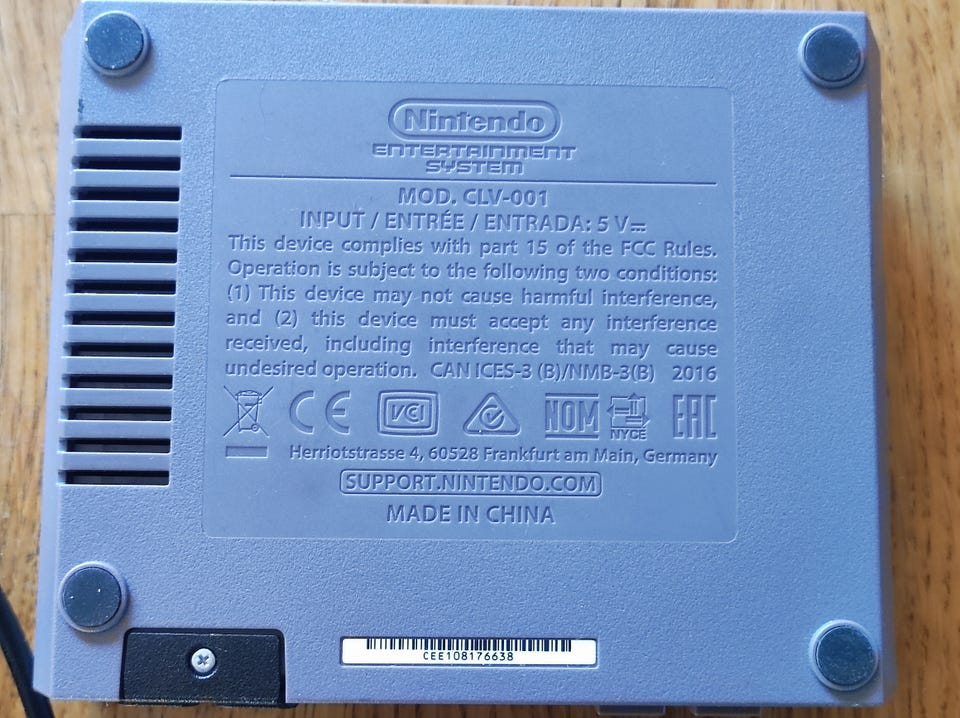 Nintendo
ENTERTAINMENT
SYSTEM
MOD. CLV-001
INPUT / ENTRÉE / ENTRADA: 5 V⎓
This device complies with part 15 of the FCC Rules.
Operation is subject to the following two conditions:
(1) This device may not cause harmful interference,
and (2) this device must accept any interference
received, including interference that may cause
undesired operation. CAN ICES-3 (B)/NMB-3(B) 2016
CE VCI NOM NYCE EAC
Herriotstrasse 4, 60528 Frankfurt am Main, Germany
SUPPORT.NINTENDO.COM
MADE IN CHINA
CEE108176638